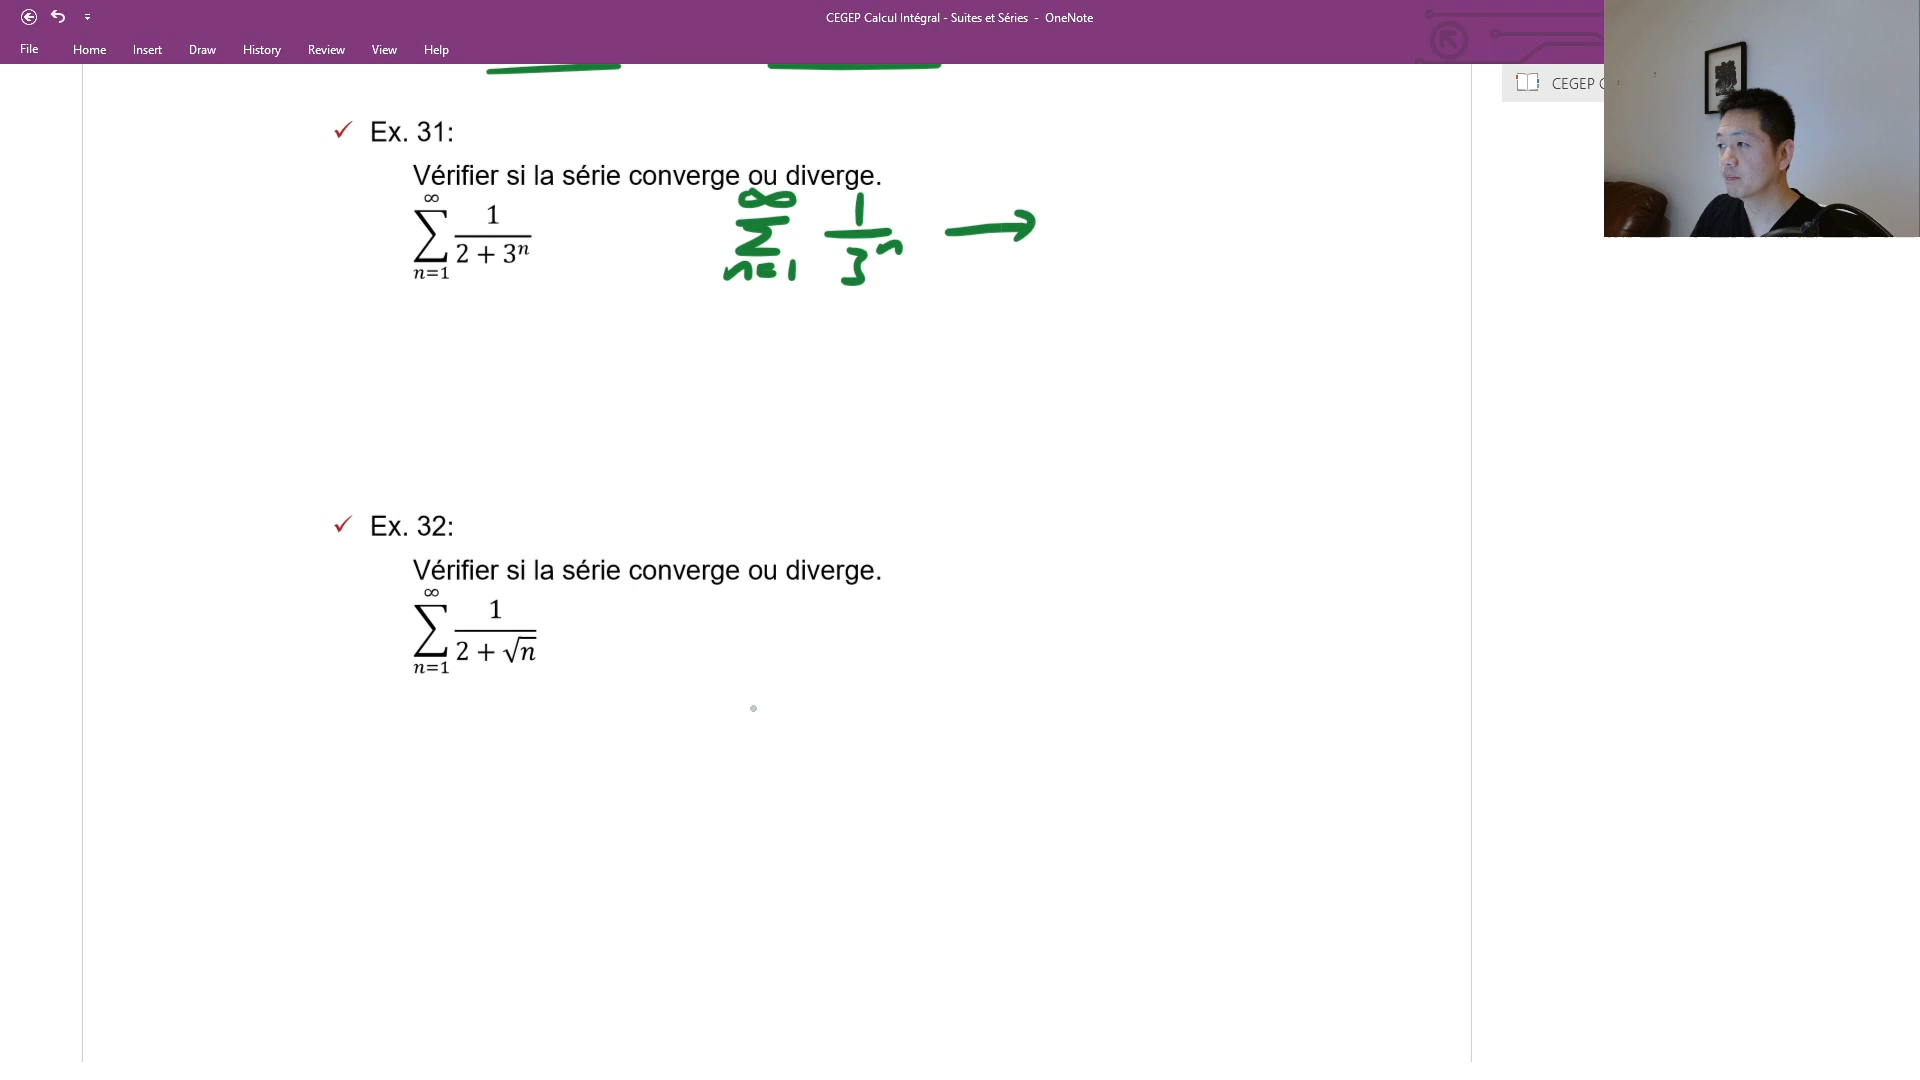 CEGEP Calcul Intégral - Suites et Séries - OneNote
File Home Insert Draw History Review View Help
CEGEP
✓ Ex. 31:
Vérifier si la série converge ou diverge.
∑_{n=1}^{∞} 1/(2 + 3ⁿ)
∑_{n=1}^{∞} 1/3ⁿ →
✓ Ex. 32:
Vérifier si la série converge ou diverge.
∑_{n=1}^{∞} 1/(2 + √n)